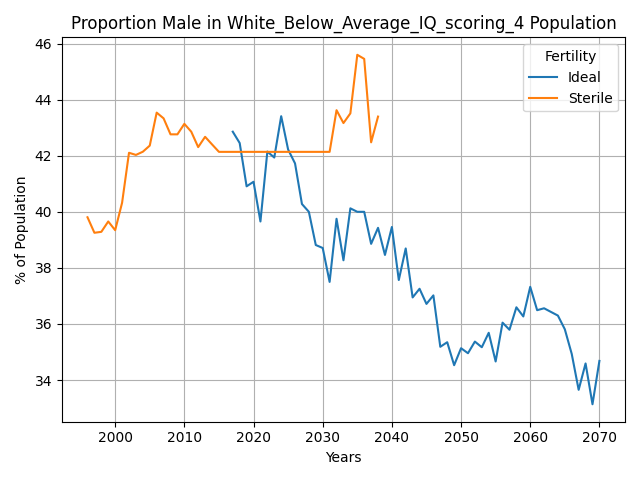 Proportion Male in White_Below_Average_IQ_scoring_4 Population
Fertility
Ideal
Sterile
% of Population
46
44
42
40
38
36
34
2000
2010
2020
2030
2040
2050
2060
2070
Years